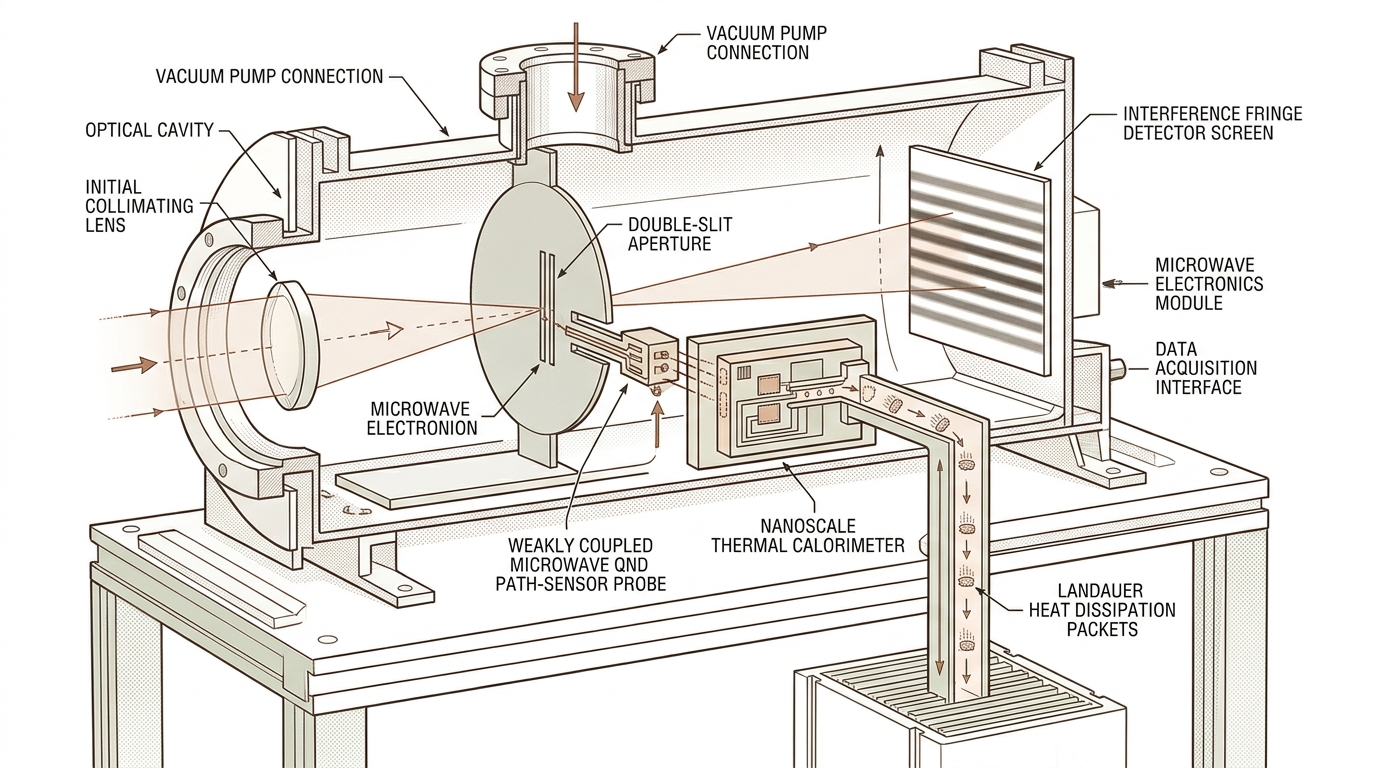 VACUUM PUMP
CONNECTION
VACUUM PUMP CONNECTION
OPTICAL CAVITY
INITIAL
COLLIMATING
LENS
INTERFERENCE FRINGE
DETECTOR SCREEN
DOUBLE-SLIT
APERTURE
MICROWAVE
ELECTRONICS
MODULE
DATA
ACQUISITION
INTERFACE
MICROWAVE
ELECTRONION
NANOSCALE
THERMAL CALORIMETER
WEAKLY COUPLED
MICROWAVE QND
PATH-SENSOR PROBE
LANDAUER
HEAT DISSIPATION
PACKETS